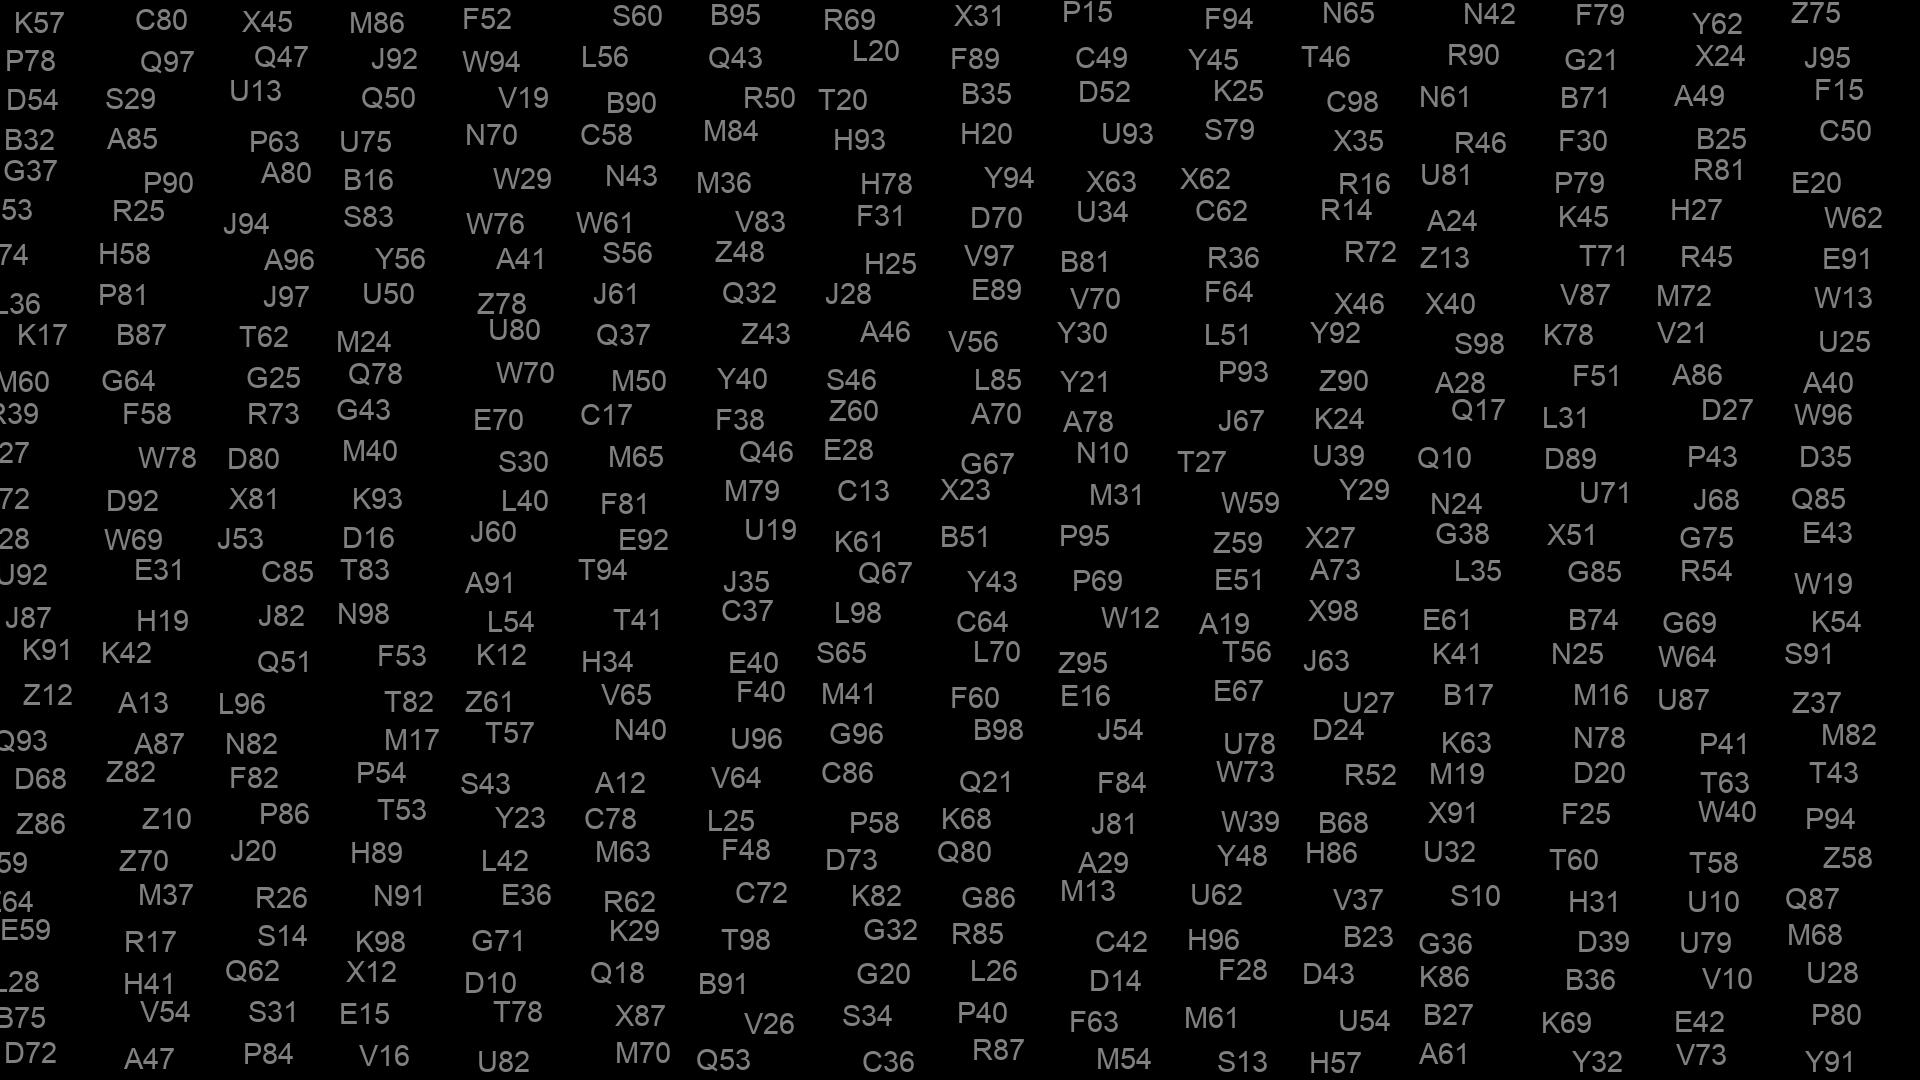 K57 C80 X45 M86 F52 S60 B95 R69 X31 P15 F94 N65 N42 F79 Y62 Z75
P78 Q97 Q47 J92 W94 L56 Q43 L20 F89 C49 Y45 T46 R90 G21 X24 J95
D54 S29 U13 Q50 V19 B90 R50 T20 B35 D52 K25 C98 N61 B71 A49 F15
B32 A85 P63 U75 N70 C58 M84 H93 H20 U93 S79 X35 R46 F30 B25 C50
G37 P90 A80 B16 W29 N43 M36 H78 Y94 X63 X62 R16 U81 P79 R81 E20
53 R25 J94 S83 W76 W61 V83 F31 D70 U34 C62 R14 A24 K45 H27 W62
74 H58 A96 Y56 A41 S56 Z48 H25 V97 B81 R36 R72 Z13 T71 R45 E91
L36 P81 J97 U50 Z78 J61 Q32 J28 E89 V70 F64 X46 X40 V87 M72 W13
K17 B87 T62 M24 U80 Q37 Z43 A46 V56 Y30 L51 Y92 S98 K78 V21 U25
M60 G64 G25 Q78 W70 M50 Y40 S46 L85 Y21 P93 Z90 A28 F51 A86 A40
R39 F58 R73 G43 E70 C17 F38 Z60 A70 A78 J67 K24 Q17 L31 D27 W96
27 W78 D80 M40 S30 M65 Q46 E28 G67 N10 T27 U39 Q10 D89 P43 D35
72 D92 X81 K93 L40 F81 M79 C13 X23 M31 W59 Y29 N24 U71 J68 Q85
28 W69 J53 D16 J60 E92 U19 K61 B51 P95 Z59 X27 G38 X51 G75 E43
U92 E31 C85 T83 A91 T94 J35 Q67 Y43 P69 E51 A73 L35 G85 R54 W19
J87 H19 J82 N98 L54 T41 C37 L98 C64 W12 A19 X98 E61 B74 G69 K54
K91 K42 Q51 F53 K12 H34 E40 S65 L70 Z95 T56 J63 K41 N25 W64 S91
Z12 A13 L96 T82 Z61 V65 F40 M41 F60 E16 E67 U27 B17 M16 U87 Z37
Q93 A87 N82 M17 T57 N40 U96 G96 B98 J54 U78 D24 K63 N78 P41 M82
D68 Z82 F82 P54 S43 A12 V64 C86 Q21 F84 W73 R52 M19 D20 T63 T43
Z86 Z10 P86 T53 Y23 C78 L25 P58 K68 J81 W39 B68 X91 F25 W40 P94
59 Z70 J20 H89 L42 M63 F48 D73 Q80 A29 Y48 H86 U32 T60 T58 Z58
64 M37 R26 N91 E36 R62 C72 K82 G86 M13 U62 V37 S10 H31 U10 Q87
E59 R17 S14 K98 G71 K29 T98 G32 R85 C42 H96 B23 G36 D39 U79 M68
L28 H41 Q62 X12 D10 Q18 B91 G20 L26 D14 F28 D43 K86 B36 V10 U28
B75 V54 S31 E15 T78 X87 V26 S34 P40 F63 M61 U54 B27 K69 E42 P80
D72 A47 P84 V16 U82 M70 Q53 C36 R87 M54 S13 H57 A61 Y32 V73 Y91